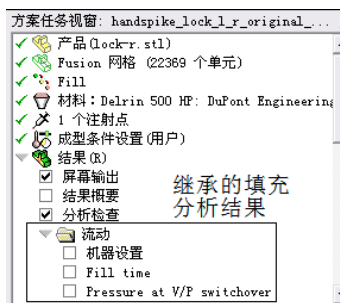 方案任务视窗: handspike_lock_l_r_original_...
产品(lock-r.stl)
Fusion 网格 (22369 个单元)
Fill
材料：Delrin 500 HP: DuPont Engineering
1 个注射点
成型条件设置(用户)
结果(R)
屏幕输出
结果概要
分析检查
继承的填充
分析结果
流动
机器设置
Fill time
Pressure at V/P switchover